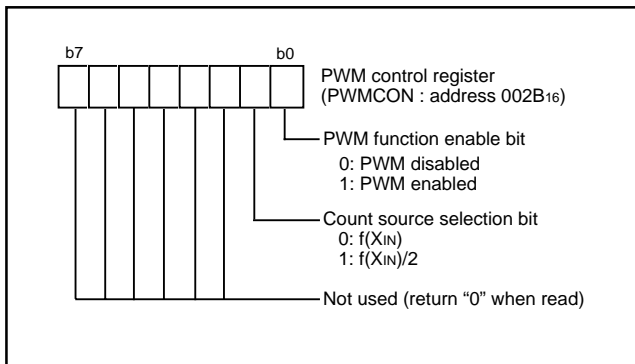 b7 b0
PWM control register
(PWMCON : address 002B16)
PWM function enable bit
0: PWM disabled
1: PWM enabled
Count source selection bit
0: f(XIN)
1: f(XIN)/2
Not used (return “0” when read)